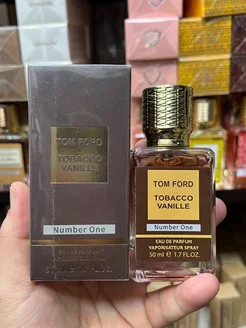 TOM FORD
TOBACCO
VANILLE
Number One
TOM FORD
TOBACCO
VANILLE
Number One
EAU DE PARFUM
VAPORISATEUR SPRAY
50 ml ℮ 1.7 FL.OZ.